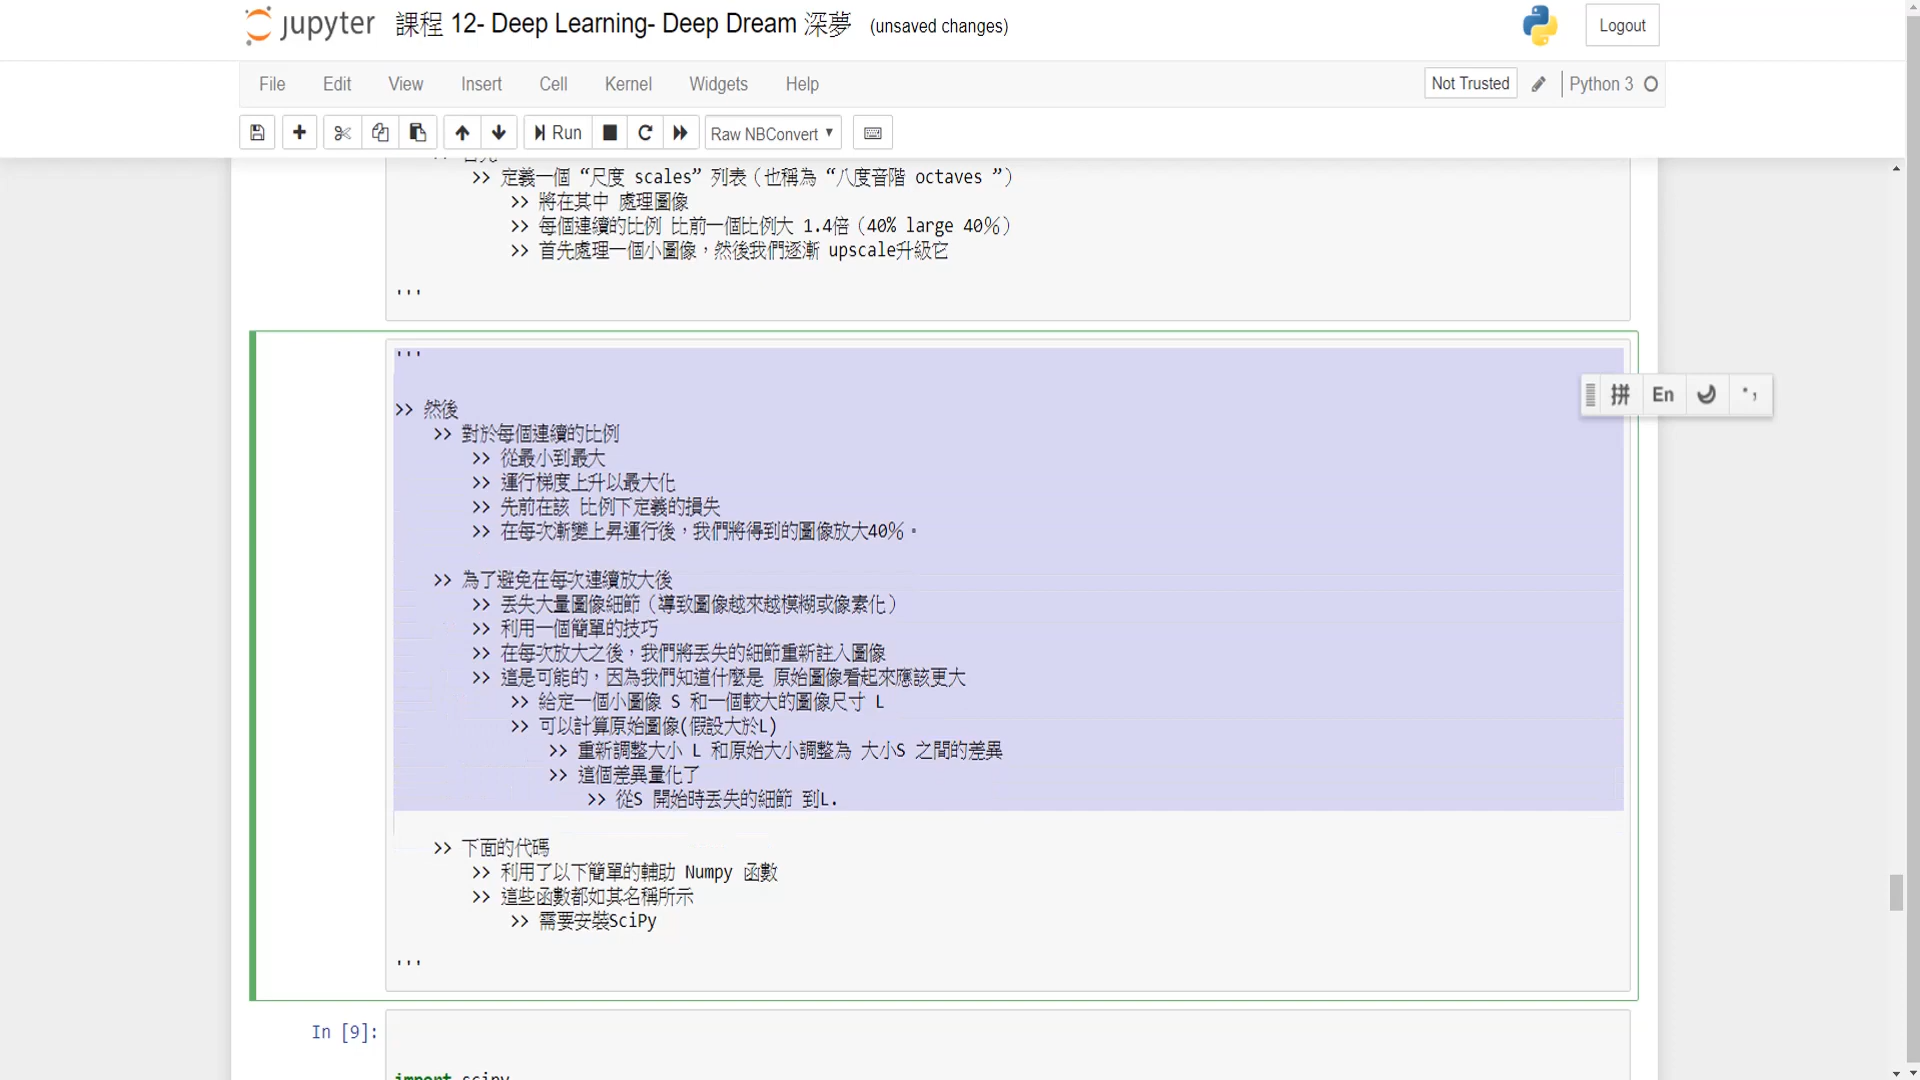 jupyter 課程 12- Deep Learning- Deep Dream 深夢 (unsaved changes) Logout
File Edit View Insert Cell Kernel Widgets Help Not Trusted Python 3
Run Raw NBConvert
>> 定義一個 “尺度 scales” 列表（也稱為 “八度音階 octaves ”）
>> 將在其中 處理圖像
>> 每個連續的比例 比前一個比例大 1.4倍（40% large 40%）
>> 首先處理一個小圖像，然後我們逐漸 upscale升級它
'''
'''
>> 然後
拼 En
>> 對於每個連續的比例
>> 從最小到最大
>> 運行梯度上升以最大化
>> 先前在該 比例下定義的損失
>> 在每次漸變上昇運行後，我們將得到的圖像放大40%。
>> 為了避免在每次連續放大後
>> 丟失大量圖像細節（導致圖像越來越模糊或像素化）
>> 利用一個簡單的技巧
>> 在每次放大之後，我們將丟失的細節重新註入圖像
>> 這是可能的，因為我們知道什麼是 原始圖像看起來應該更大
>> 給定一個小圖像 S 和一個較大的圖像尺寸 L
>> 可以計算原始圖像(假設大於L)
>> 重新調整大小 L 和原始大小調整為 大小S 之間的差異
>> 這個差異量化了
>> 從S 開始時丟失的細節 到L.
>> 下面的代碼
>> 利用了以下簡單的輔助 Numpy 函數
>> 這些函數都如其名稱所示
>> 需要安裝SciPy
'''
In [9]:
import scipy